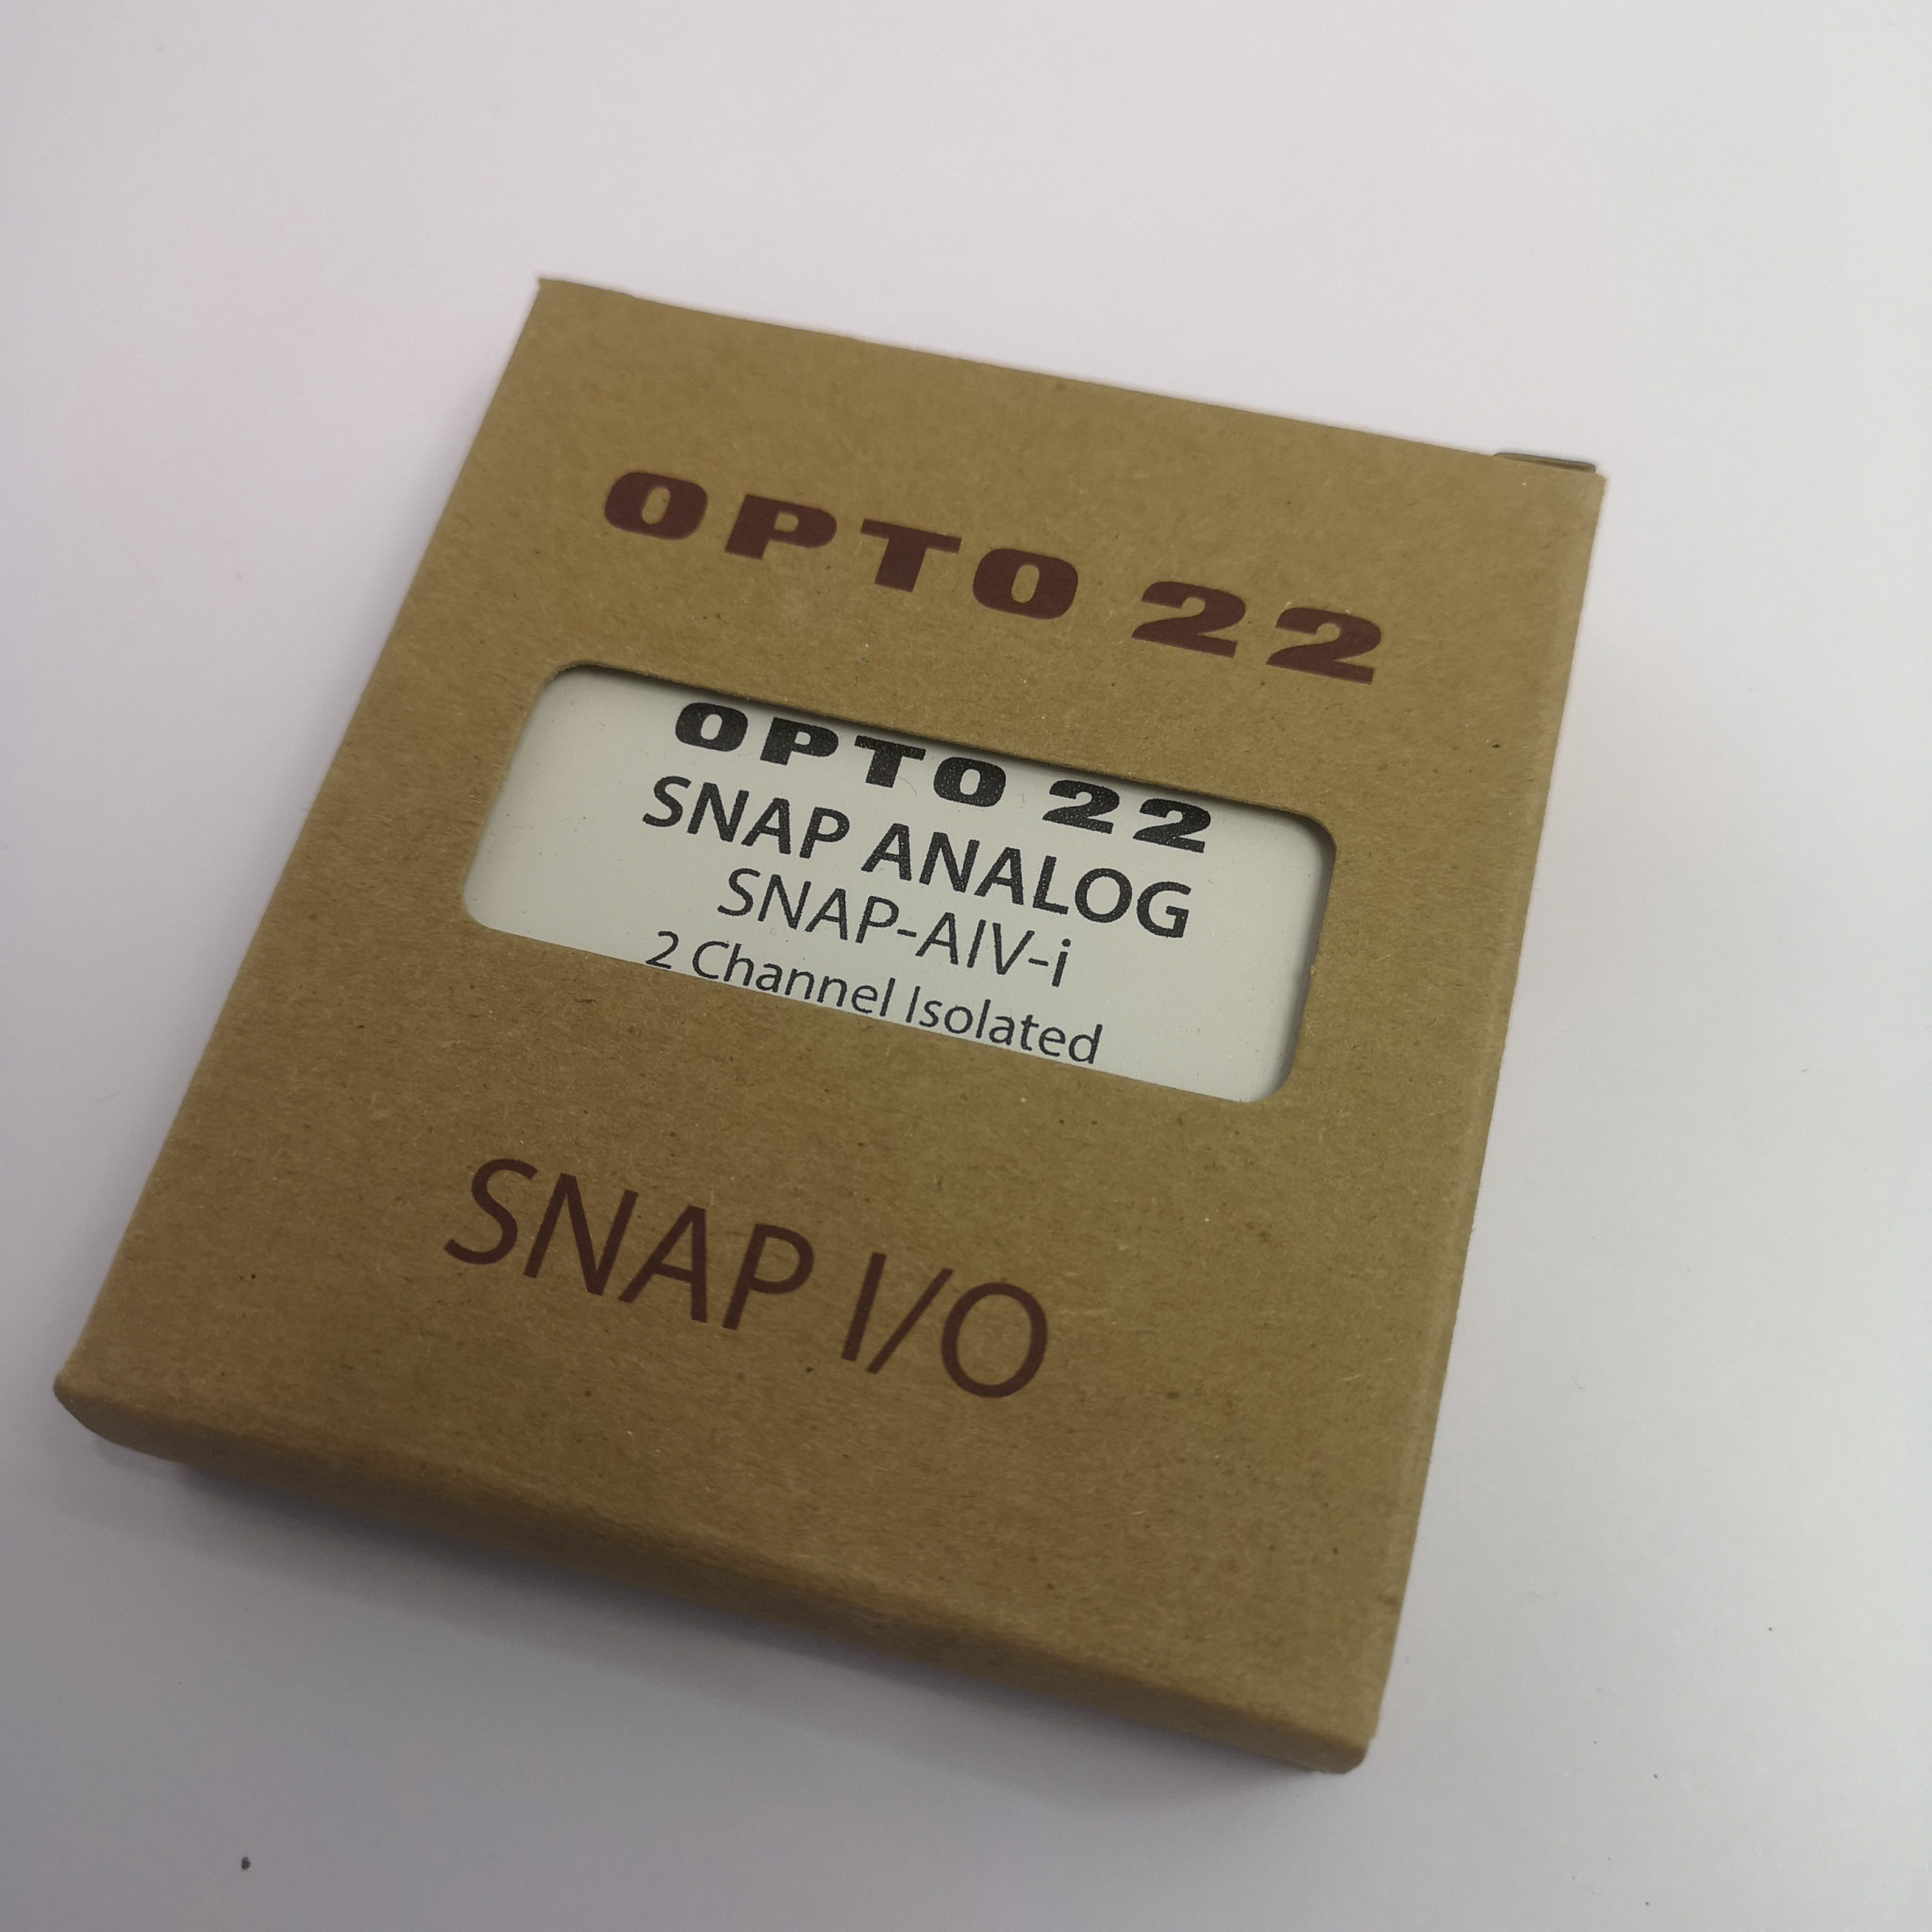 OPTO 22
OPTO 22
SNAP ANALOG
SNAP-AIV-i
2 Channel Isolated
SNAP I/O